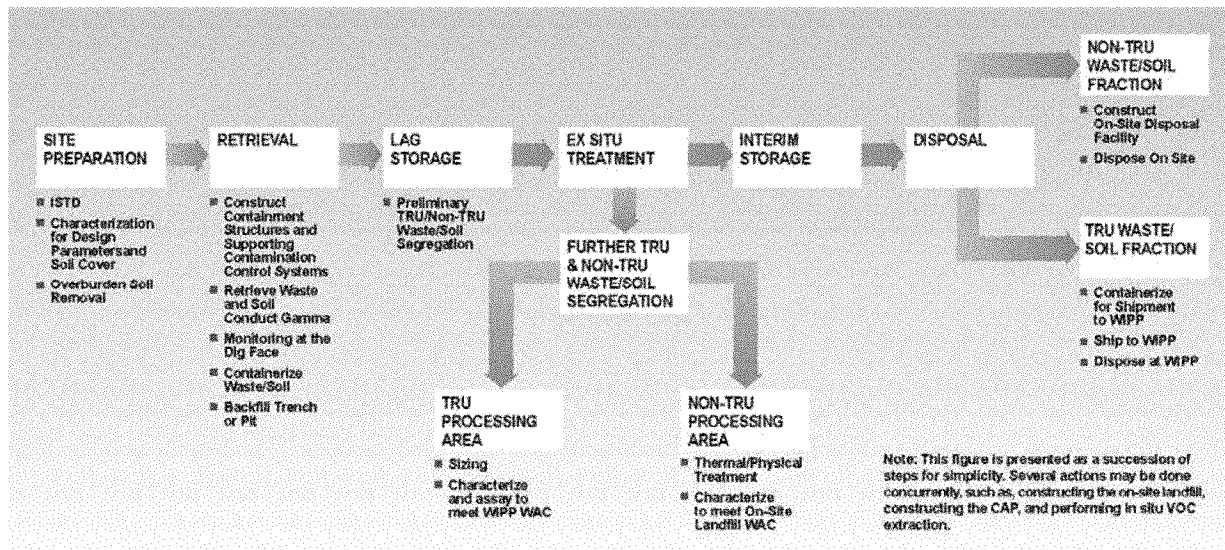 SITE
PREPARATION
■ ISTD
■ Characterization
for Design
Parametersand
Soil Cover
■ Overburden Soil
Removal
RETRIEVAL
■ Construct
Containment
Structures and
Supporting
Contamination
Control Systems
■ Retrieve Waste
and Soil
Conduct Gamma
■ Monitoring at the
Dig Face
■ Containerize
Waste/Soil
■ Backfill Trench
or Pit
LAG
STORAGE
■ Preliminary
TRU/Non-TRU
Waste/Soil
Segregation
EX SITU
TREATMENT
FURTHER TRU
& NON-TRU
WASTE/SOIL
SEGREGATION
TRU
PROCESSING
AREA
■ Sizing
■ Characterize
and assay to
meet WIPP WAC
NON-TRU
PROCESSING
AREA
■ Thermal/Physical
Treatment
■ Characterize
to meet On-Site
Landfill WAC
INTERIM
STORAGE
DISPOSAL
NON-TRU
WASTE/SOIL
FRACTION
■ Construct
On-Site Disposal
Facility
■ Dispose On Site
TRU WASTE/
SOIL FRACTION
■ Containerize
for Shipment
to WIPP
■ Ship to WIPP
■ Dispose at WIPP
Note: This figure is presented as a succession of
steps for simplicity. Several actions may be done
concurrently, such as, constructing the on-site landfill,
constructing the CAP, and performing in situ VOC
extraction.